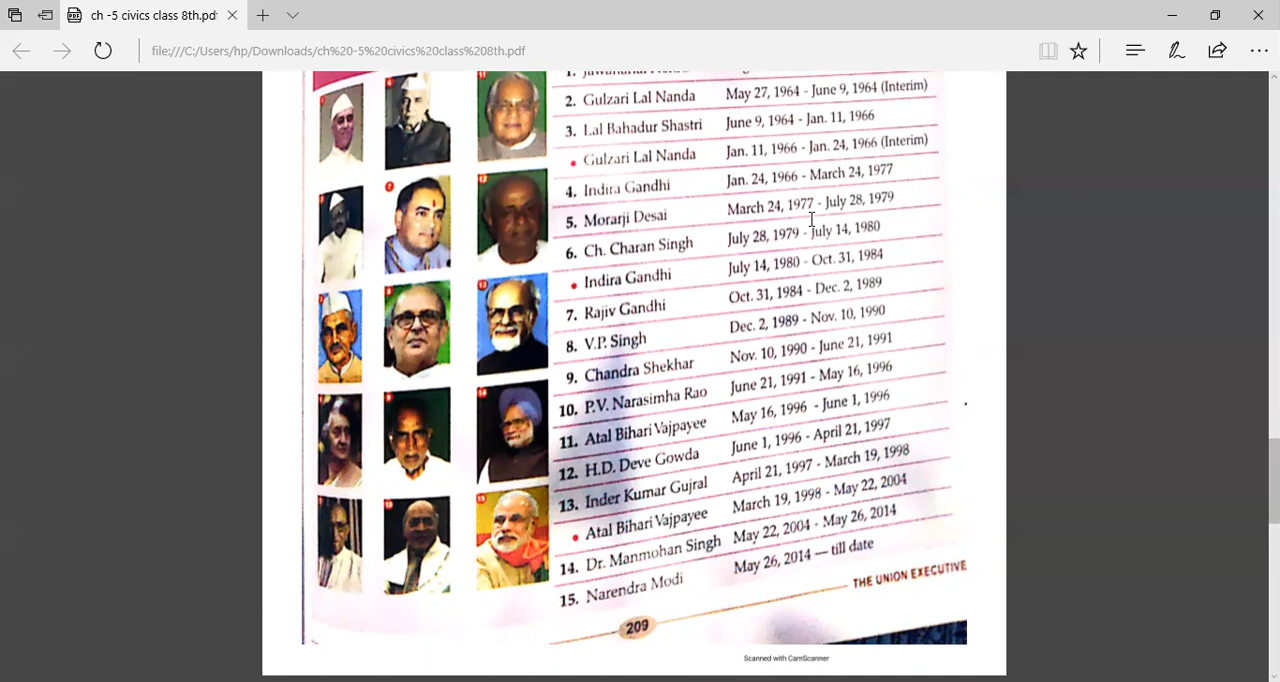 ch -5 civics class 8th.pdf
file:///C:/Users/hp/Downloads/ch%20-5%20civics%20class%208th.pdf
2. Gulzari Lal Nanda May 27, 1964 - June 9, 1964 (Interim)
3. Lal Bahadur Shastri June 9, 1964 - Jan. 11, 1966
• Gulzari Lal Nanda Jan. 11, 1966 - Jan. 24, 1966 (Interim)
4. Indira Gandhi Jan. 24, 1966 - March 24, 1977
5. Morarji Desai March 24, 1977 - July 28, 1979
6. Ch. Charan Singh July 28, 1979 - July 14, 1980
• Indira Gandhi July 14, 1980 - Oct. 31, 1984
7. Rajiv Gandhi Oct. 31, 1984 - Dec. 2, 1989
8. V.P. Singh Dec. 2, 1989 - Nov. 10, 1990
9. Chandra Shekhar Nov. 10, 1990 - June 21, 1991
10. P.V. Narasimha Rao June 21, 1991 - May 16, 1996
11. Atal Bihari Vajpayee May 16, 1996 - June 1, 1996
12. H.D. Deve Gowda June 1, 1996 - April 21, 1997
13. Inder Kumar Gujral April 21, 1997 - March 19, 1998
• Atal Bihari Vajpayee March 19, 1998 - May 22, 2004
14. Dr. Manmohan Singh May 22, 2004 - May 26, 2014
15. Narendra Modi May 26, 2014 — till date
THE UNION EXECUTIVE
209
Scanned with CamScanner